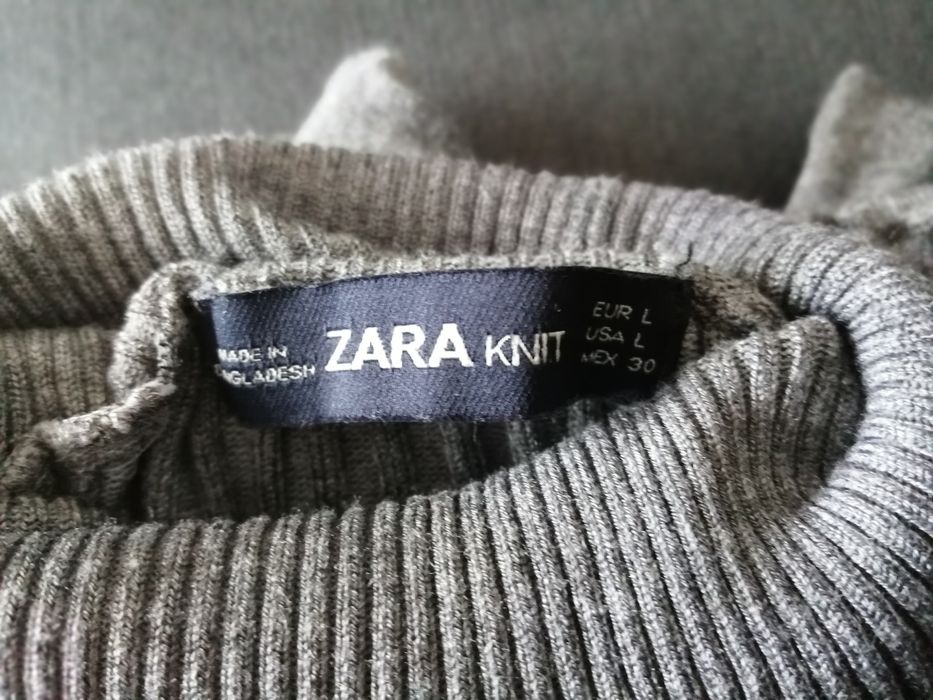 MADE IN
BANGLADESH
ZARA KNIT
EUR L
USA L
MEX 30